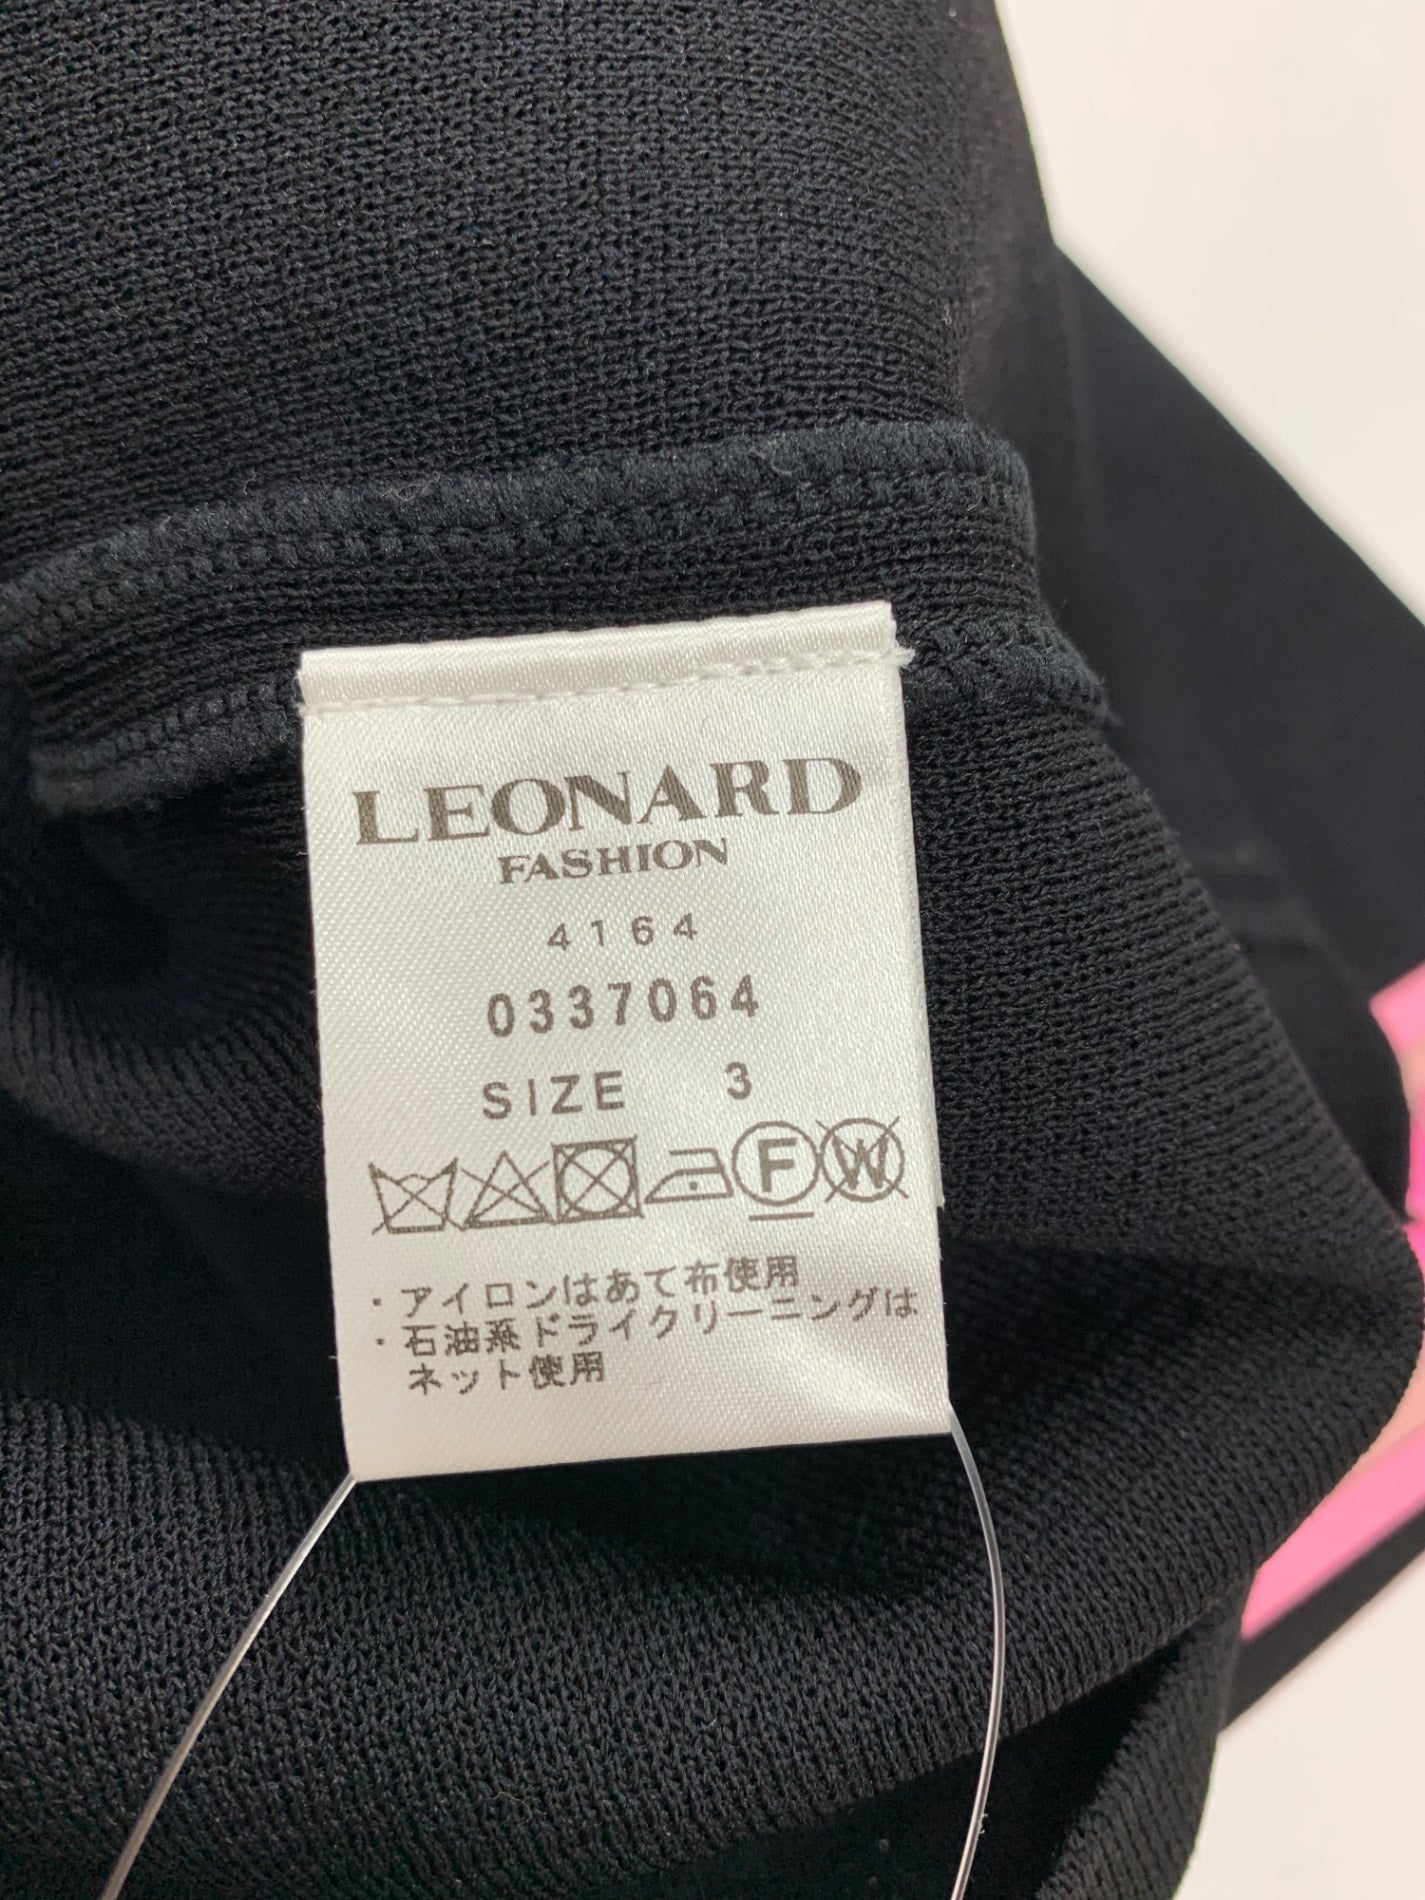 LEONARD
FASHION
4164
0337064
SIZE 3
F W
・アイロンはあて布使用
・石油系ドライクリーニングは
ネット使用